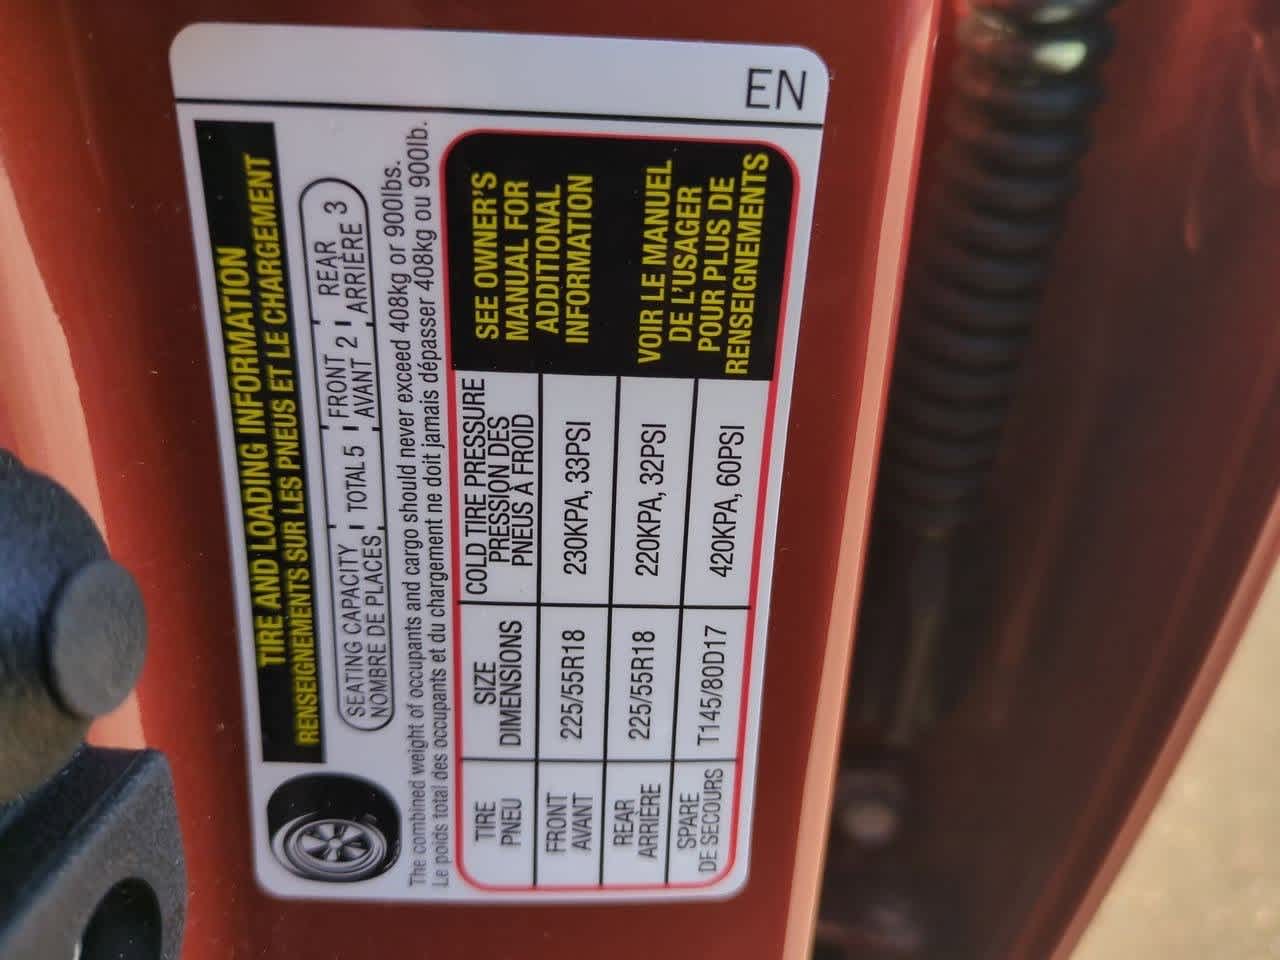 EN
TIRE AND LOADING INFORMATION
RENSEIGNEMENTS SUR LES PNEUS ET LE CHARGEMENT
SEATING CAPACITY
NOMBRE DE PLACES
TOTAL 5
FRONT
AVANT 2
REAR
ARRIÈRE 3
The combined weight of occupants and cargo should never exceed 408kg or 900lbs.
Le poids total des occupants et du chargement ne doit jamais dépasser 408kg ou 900lb.
TIRE
PNEU
SIZE
DIMENSIONS
COLD TIRE PRESSURE
PRESSION DES
PNEUS À FROID
FRONT
AVANT
225/55R18
230KPA, 33PSI
REAR
ARRIÈRE
225/55R18
220KPA, 32PSI
SPARE
DE SECOURS
T145/80D17
420KPA, 60PSI
SEE OWNER'S
MANUAL FOR
ADDITIONAL
INFORMATION
VOIR LE MANUEL
DE L'USAGER
POUR PLUS DE
RENSEIGNEMENTS